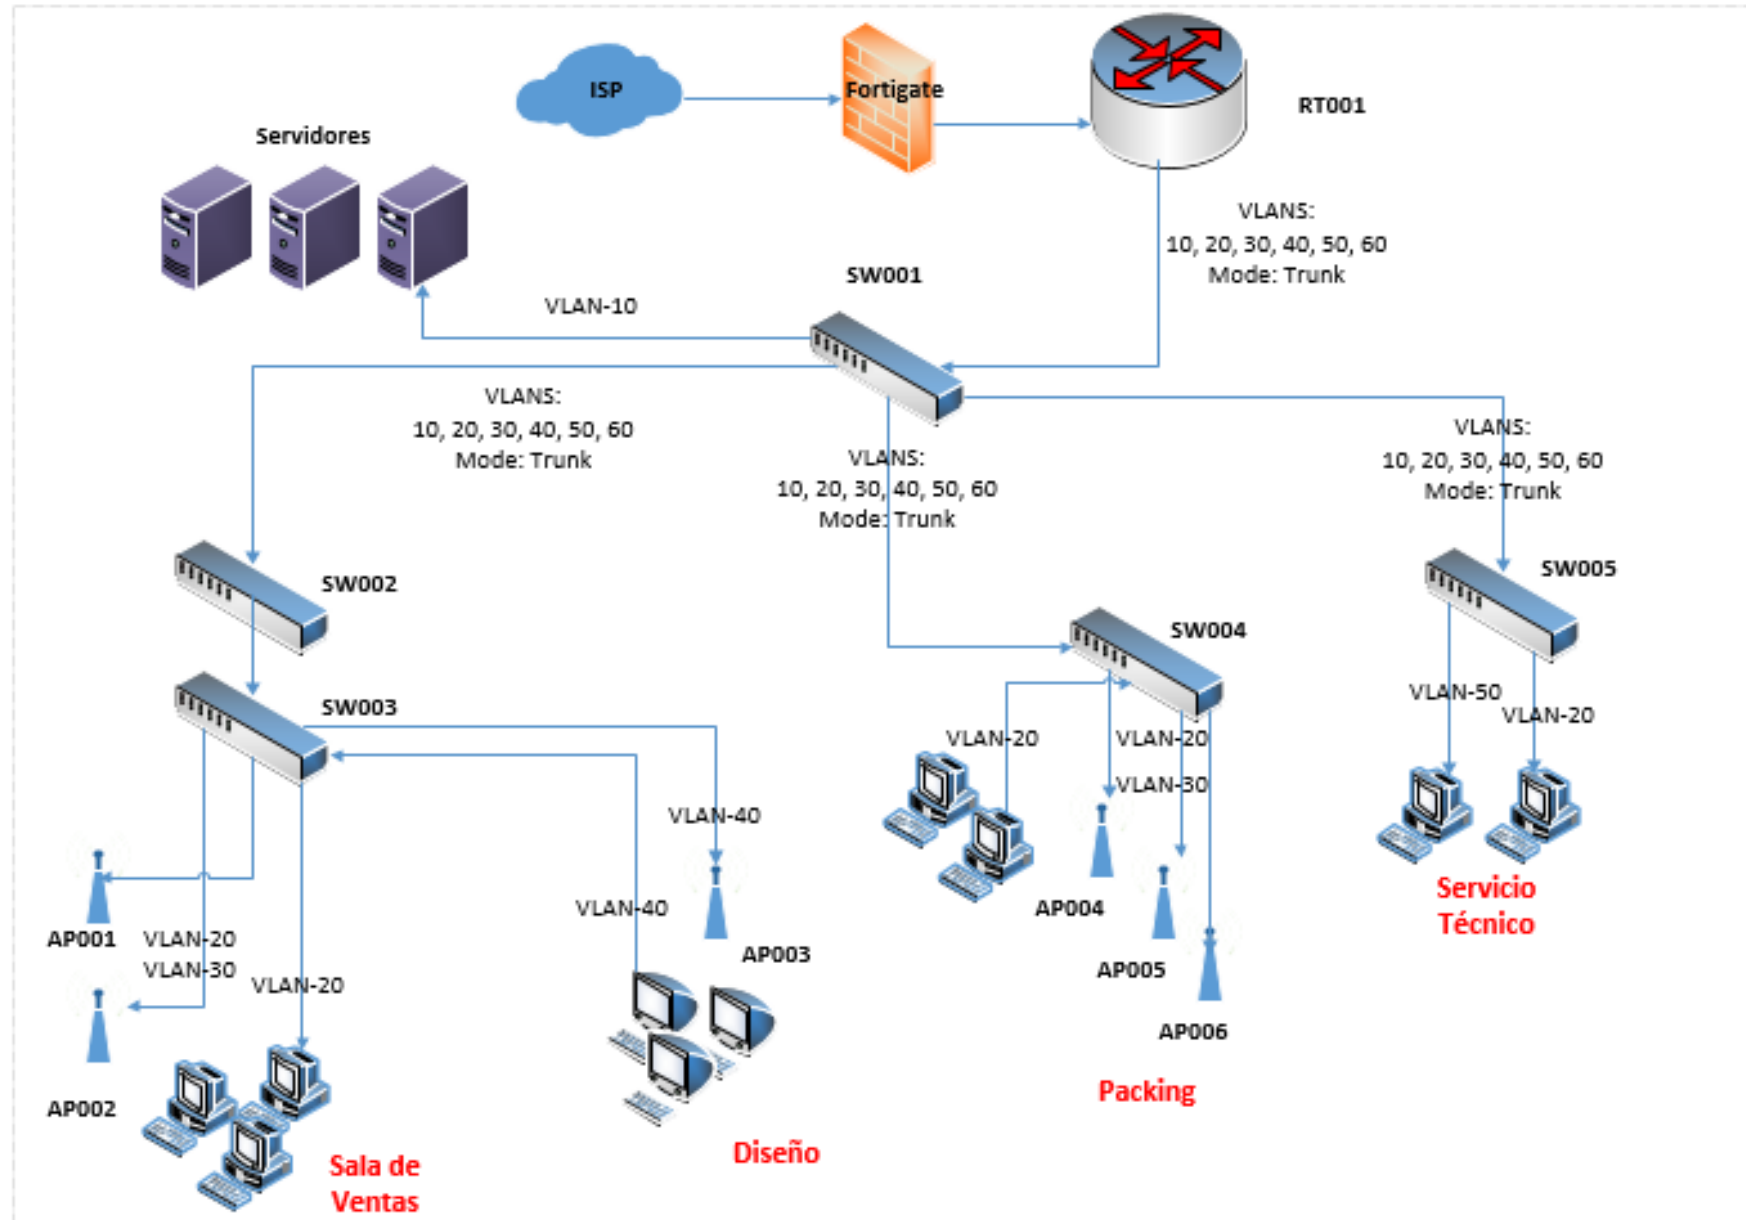 ISP
Fortigate
RT001
Servidores
VLANS:
10, 20, 30, 40, 50, 60
Mode: Trunk
SW001
VLAN-10
VLANS:
10, 20, 30, 40, 50, 60
Mode: Trunk
VLANS:
10, 20, 30, 40, 50, 60
Mode: Trunk
VLANS:
10, 20, 30, 40, 50, 60
Mode: Trunk
SW002
SW005
SW004
SW003
VLAN-50
VLAN-20
VLAN-20
VLAN-20
VLAN-30
VLAN-40
Servicio
Técnico
AP004
VLAN-40
AP001
VLAN-20
VLAN-30
AP003
AP005
VLAN-20
AP006
AP002
Packing
Diseño
Sala de
Ventas